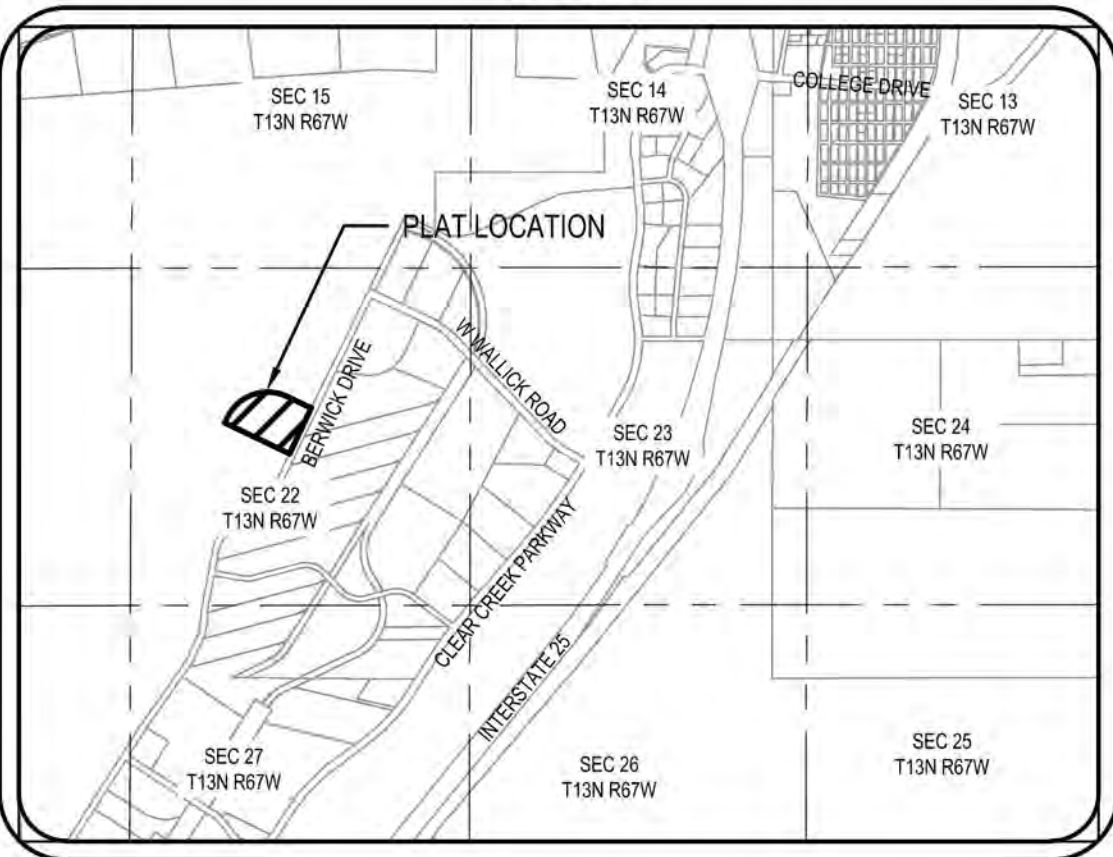 SEC 15
T13N R67W
SEC 14
T13N R67W
COLLEGE DRIVE
SEC 13
T13N R67W
PLAT LOCATION
W WALLICK ROAD
BERWICK DRIVE
SEC 23
T13N R67W
SEC 24
T13N R67W
SEC 22
T13N R67W
CLEAR CREEK PARKWAY
INTERSTATE 25
SEC 27
T13N R67W
SEC 26
T13N R67W
SEC 25
T13N R67W